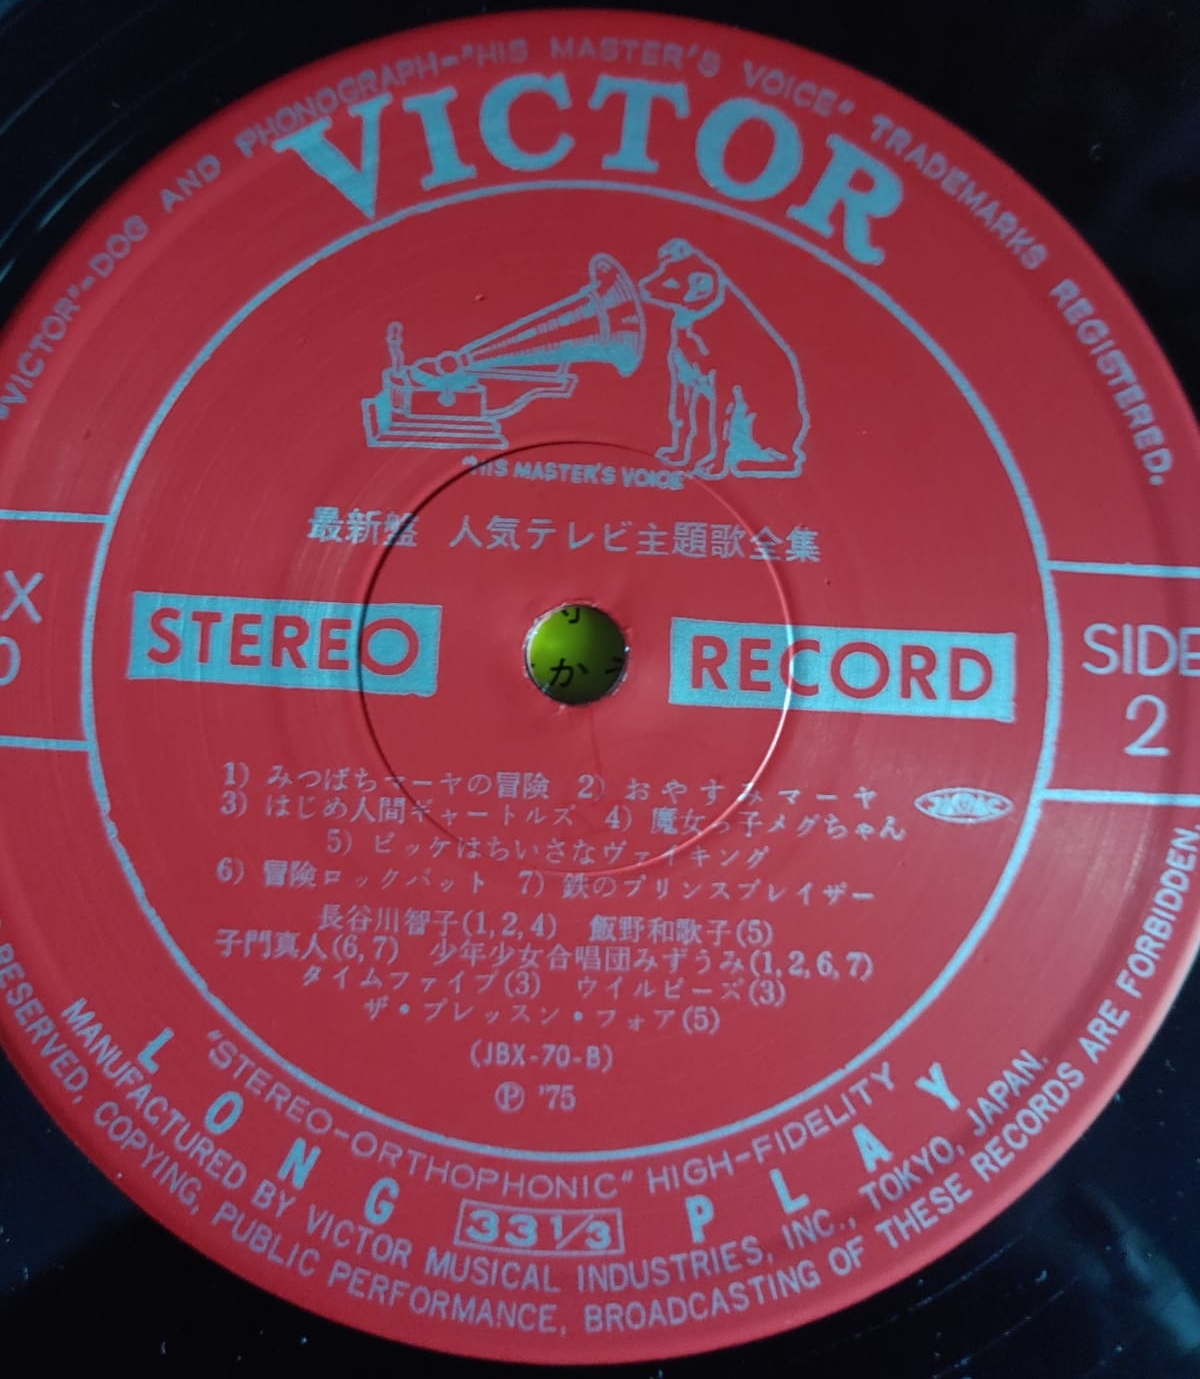 "VICTOR"-DOG AND PHONOGRAPH-"HIS MASTER'S VOICE" TRADEMARKS REGISTERED.
VICTOR
"HIS MASTER'S VOICE"
最新盤 人気テレビ主題歌全集
X
0
STEREO
RECORD
SIDE
2
り
か
1) みつばちマーヤの冒険 2) おやすみマーヤ
JASRAC
3) はじめ人間ギャートルズ 4) 魔女っ子メグちゃん
5) ビッケはちいさなヴァイキング
6) 冒険ロックバット 7) 鉄のプリンスブレイザー
長谷川智子(1,2,4) 飯野和歌子(5)
子門真人(6,7) 少年少女合唱団みずうみ(1,2,6,7)
タイムファイブ(3) ウイルビーズ(3)
ザ・ブレッスン・フォア(5)
(JBX-70-B)
Ⓟ '75
"STEREO-ORTHOPHONIC" HIGH-FIDELITY
LONG 33 1/3 PLAY
MANUFACTURED BY VICTOR MUSICAL INDUSTRIES, INC., TOKYO, JAPAN.
RESERVED, COPYING, PUBLIC PERFORMANCE, BROADCASTING OF THESE RECORDS ARE FORBIDDEN